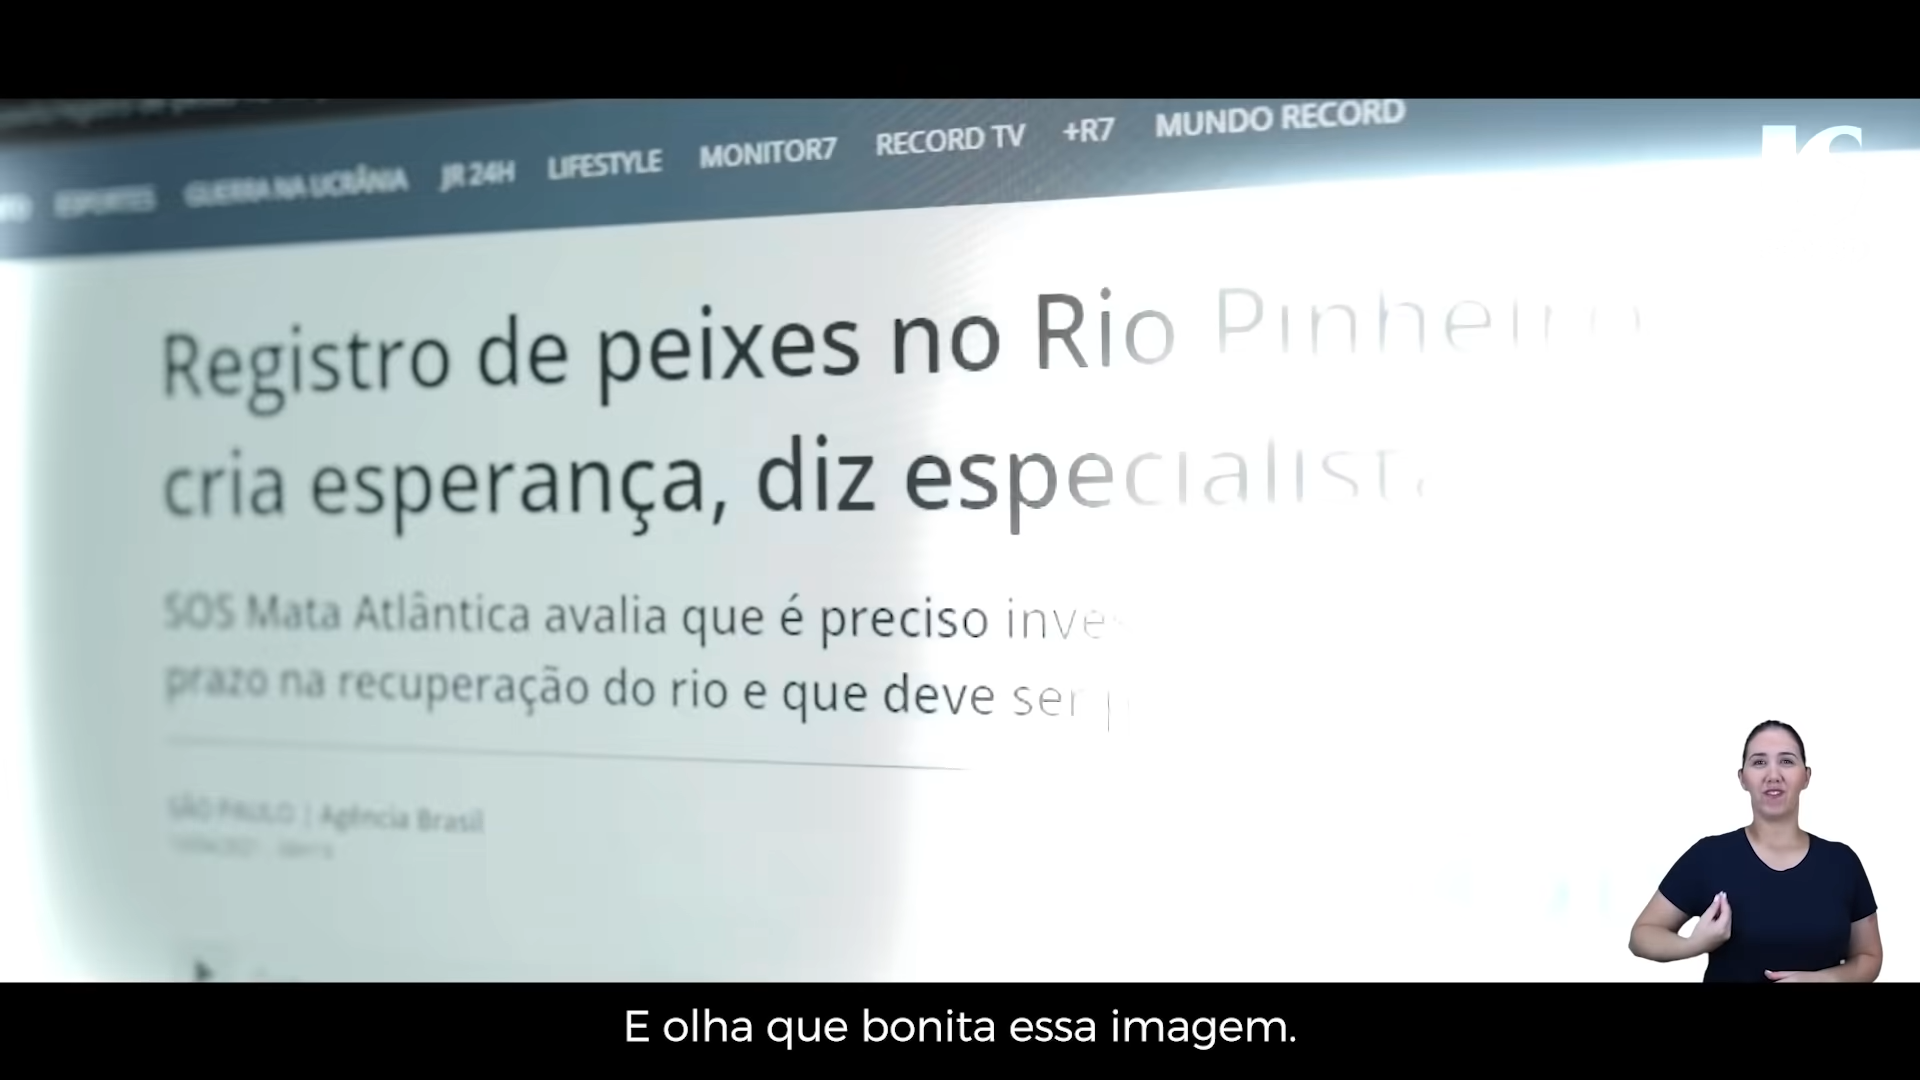 ESPORTES GUERRA NA UCRÂNIA JR 24H LIFESTYLE MONITOR7 RECORD TV +R7 MUNDO RECORD
Registro de peixes no Rio Pinheiro
cria esperança, diz especialista
SOS Mata Atlântica avalia que é preciso
prazo na recuperação do rio e que deve ser
SÃO PAULO | Agência Brasil
E olha que bonita essa imagem.